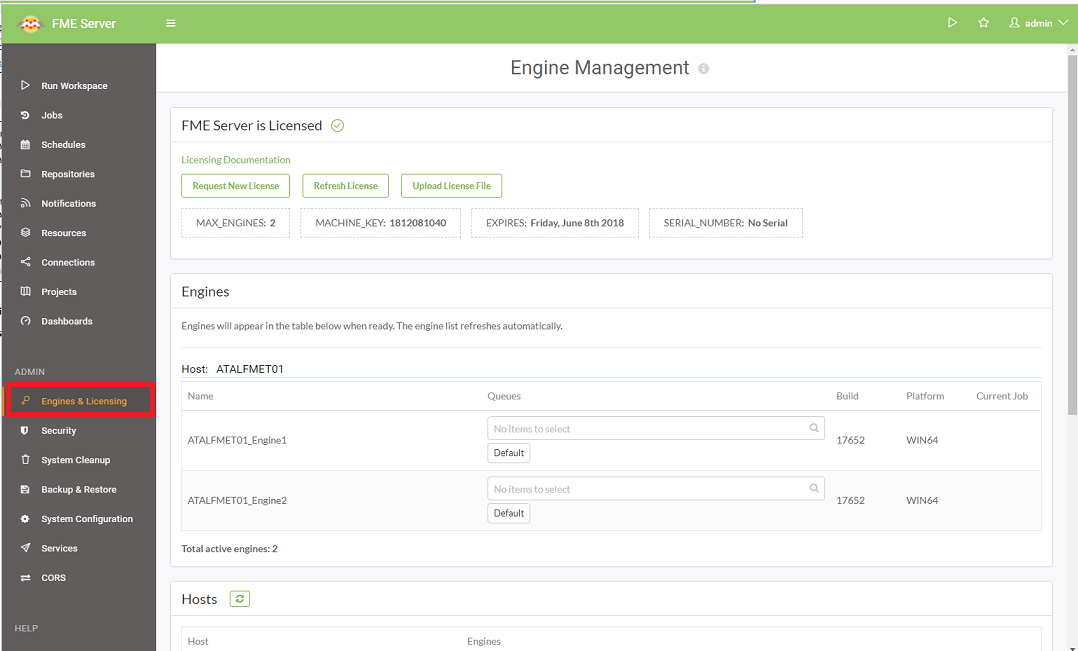 FME Server
admin
Run Workspace
Jobs
Schedules
Repositories
Notifications
Resources
Connections
Projects
Dashboards
ADMIN
Engines & Licensing
Security
System Cleanup
Backup & Restore
System Configuration
Services
CORS
HELP
Engine Management
FME Server is Licensed
Licensing Documentation
Request New License Refresh License Upload License File
MAX_ENGINES: 2 MACHINE_KEY: 1812081040 EXPIRES: Friday, June 8th 2018 SERIAL_NUMBER: No Serial
Engines
Engines will appear in the table below when ready. The engine list refreshes automatically.
Host: ATALFMET01
Name Queues Build Platform Current Job
No items to select
ATALFMET01_Engine1 17652 WIN64
Default
No items to select
ATALFMET01_Engine2 17652 WIN64
Default
Total active engines: 2
Hosts
Host Engines